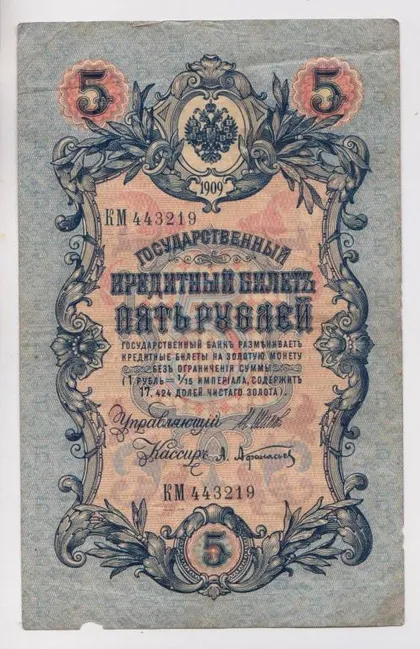 5 5
1909
КМ 443219
ГОСУДАРСТВЕННЫЙ
КРЕДИТНЫЙ БИЛЕТЪ
ПЯТЬ РУБЛЕЙ
ГОСУДАРСТВЕННЫЙ БАНКЪ РАЗМѢНИВАЕТЪ
КРЕДИТНЫЕ БИЛЕТЫ НА ЗОЛОТУЮ МОНЕТУ
БЕЗЪ ОГРАНИЧЕНІЯ СУММЫ
(1 РУБЛЬ = 1/15 ИМПЕРІАЛА, СОДЕРЖИТЪ
17,424 ДОЛЕЙ ЧИСТАГО ЗОЛОТА).
Управляющій
Кассиръ А. Афанасьев
КМ 443219
5